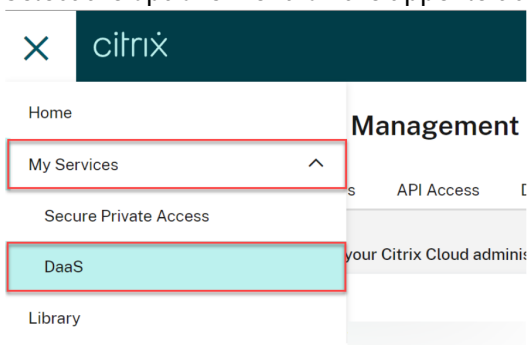 citrix
Home
Management
My Services
s API Access
Secure Private Access
your Citrix Cloud adminis
DaaS
Library